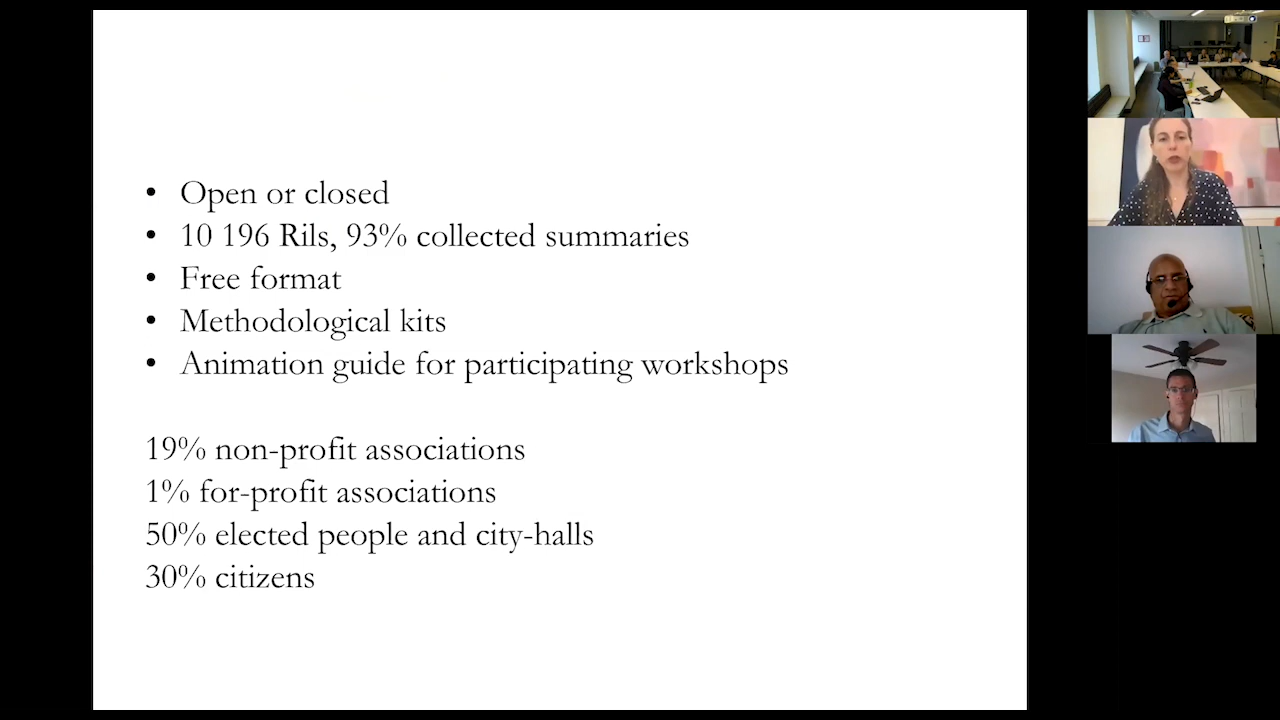 • Open or closed
• 10 196 Rils, 93% collected summaries
• Free format
• Methodological kits
• Animation guide for participating workshops
19% non-profit associations
1% for-profit associations
50% elected people and city-halls
30% citizens